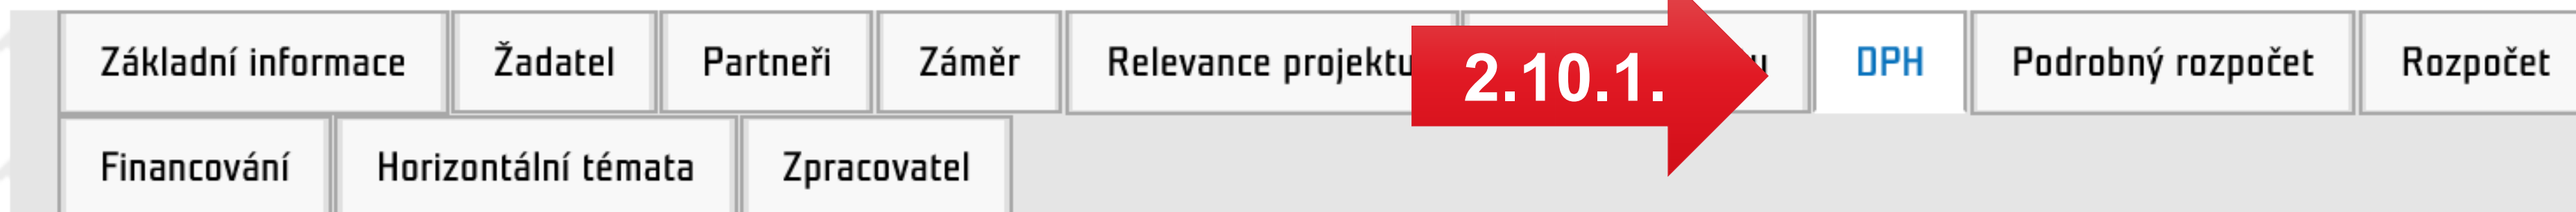 Základní informace Žadatel Partneři Záměr Relevance projektu 2.10.1. DPH Podrobný rozpočet Rozpočet
Financování Horizontální témata Zpracovatel